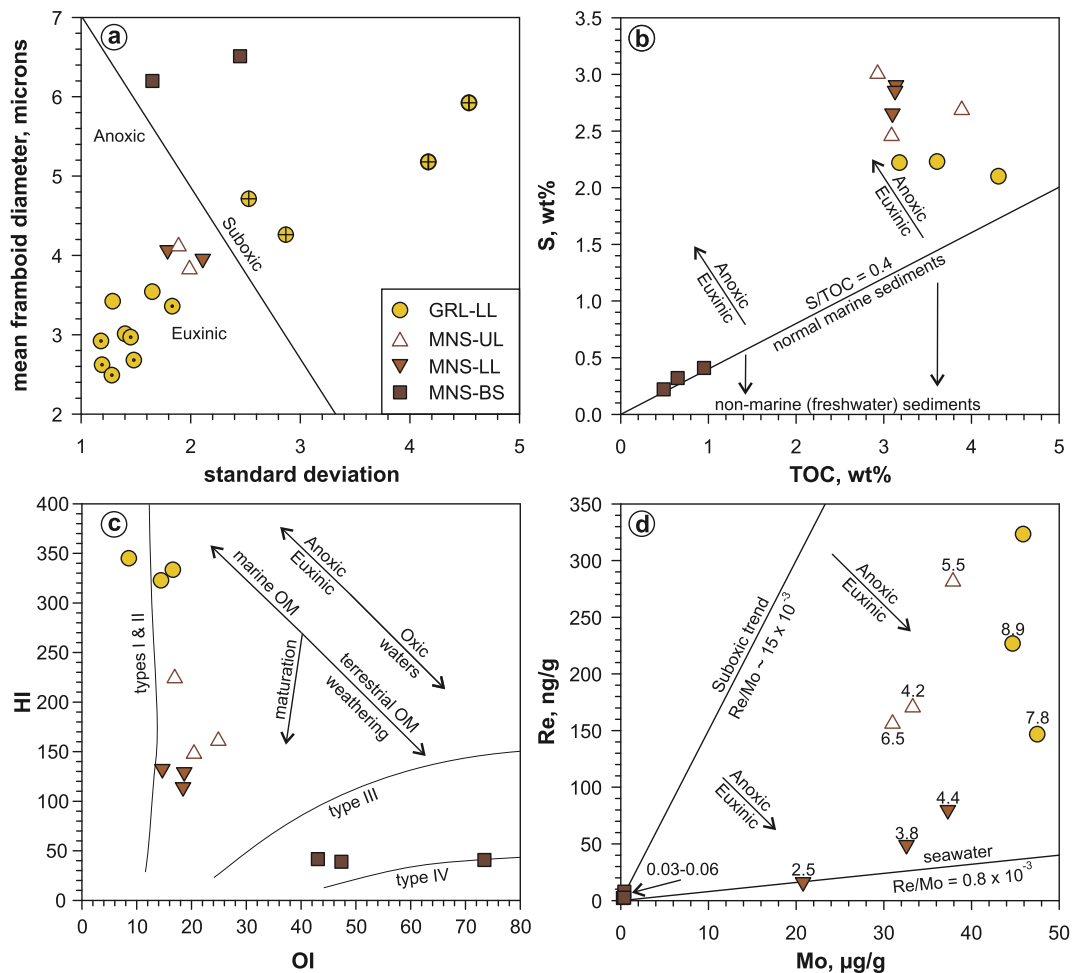 a
7
6
5
4
3
2
mean framboid diameter, microns
Anoxic
Suboxic
Euxinic
GRL-LL
MNS-UL
MNS-LL
MNS-BS
1
2
3
4
5
standard deviation
b
3.5
3.0
2.5
2.0
1.5
1.0
0.5
0.0
S, wt%
Anoxic
Euxinic
Anoxic
Euxinic
S/TOC = 0.4
normal marine sediments
non-marine (freshwater) sediments
0
1
2
3
4
5
TOC, wt%
c
400
350
300
250
200
150
100
50
0
HI
types I & II
marine OM
Anoxic
Euxinic
Oxic
waters
maturation
terrestrial OM
weathering
type III
type IV
0
10
20
30
40
50
60
70
80
OI
d
350
300
250
200
150
100
50
0
Re, ng/g
Suboxic trend
Re/Mo ~ 15 x 10⁻³
Anoxic
Euxinic
5.5
8.9
4.2
6.5
7.8
Anoxic
Euxinic
4.4
3.8
2.5
0.03-0.06
seawater
Re/Mo = 0.8 x 10⁻³
0
10
20
30
40
50
Mo, µg/g